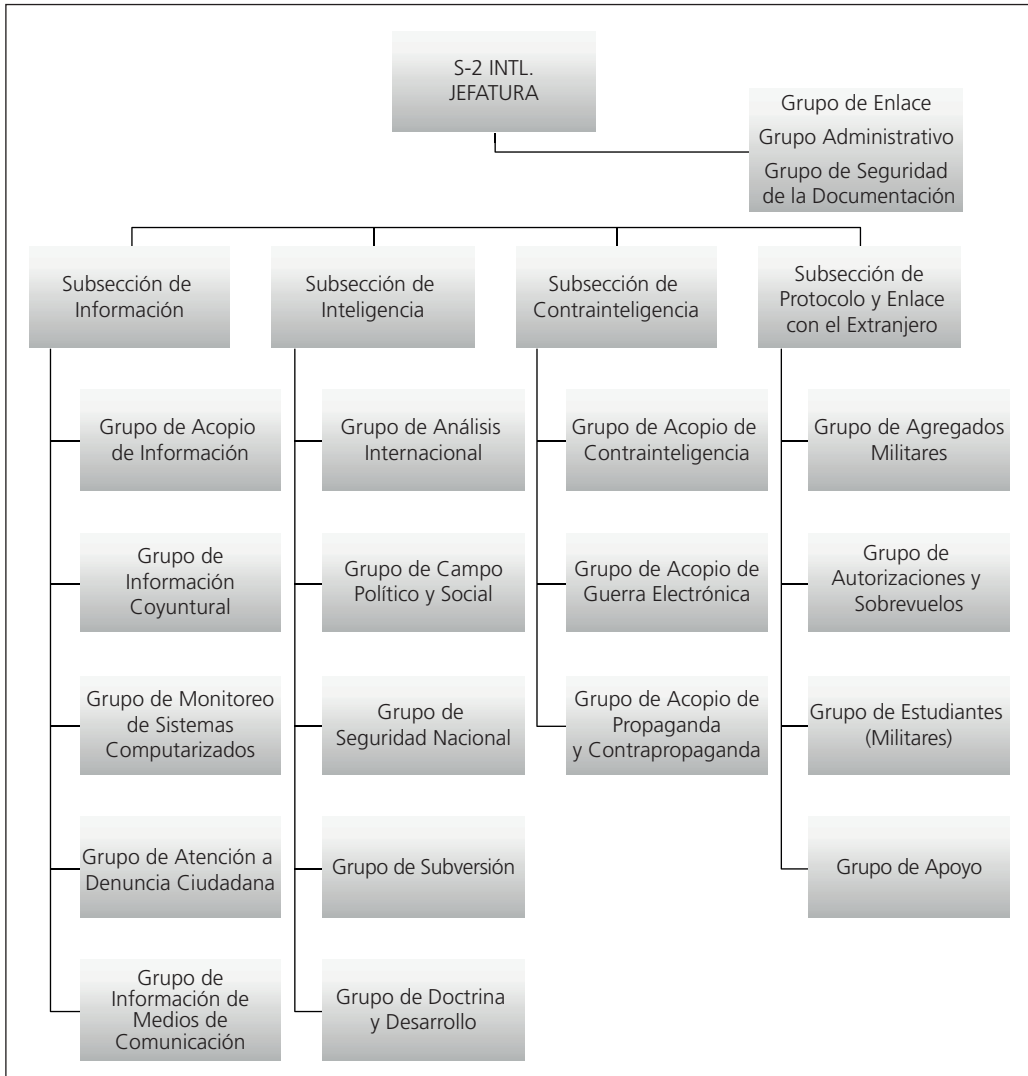 S-2 INTL.
JEFATURA
Grupo de Enlace
Grupo Administrativo
Grupo de Seguridad
de la Documentación
Subsección de
Información
Subsección de
Inteligencia
Subsección de
Contrainteligencia
Subsección de
Protocolo y Enlace
con el Extranjero
Grupo de Acopio
de Información
Grupo de Análisis
Internacional
Grupo de Acopio de
Contrainteligencia
Grupo de Agregados
Militares
Grupo de
Información
Coyuntural
Grupo de Campo
Político y Social
Grupo de Acopio de
Guerra Electrónica
Grupo de
Autorizaciones y
Sobrevuelos
Grupo de Monitoreo
de Sistemas
Computarizados
Grupo de
Seguridad Nacional
Grupo de Acopio de
Propaganda
y Contrapropaganda
Grupo de Estudiantes
(Militares)
Grupo de Atención a
Denuncia Ciudadana
Grupo de Subversión
Grupo de Apoyo
Grupo de
Información de
Medios de
Comunicación
Grupo de Doctrina
y Desarrollo